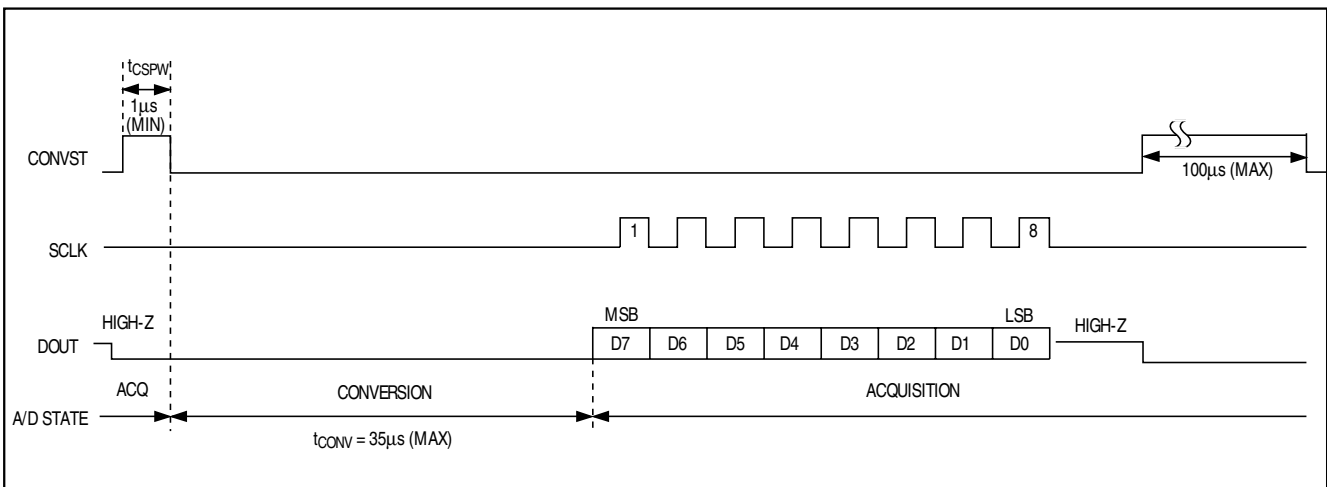 tCSPW
1µs
(MIN)
CONVST
100µs (MAX)
SCLK
1
8
HIGH-Z
MSB
LSB
HIGH-Z
DOUT
D7 D6 D5 D4 D3 D2 D1 D0
ACQ
CONVERSION
ACQUISITION
A/D STATE
tCONV = 35µs (MAX)